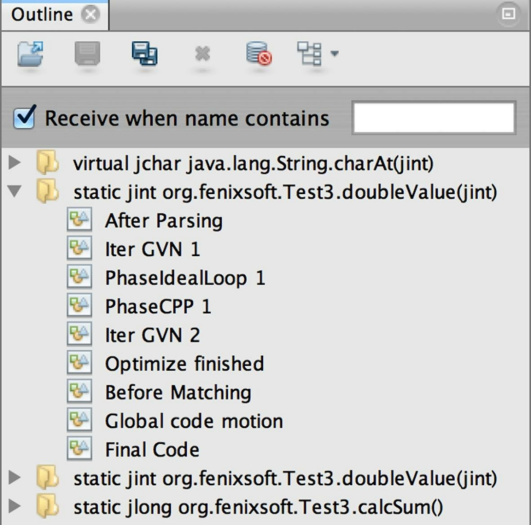 Outline
Receive when name contains
virtual jchar java.lang.String.charAt(jint)
static jint org.fenixsoft.Test3.doubleValue(jint)
After Parsing
Iter GVN 1
PhaseIdealLoop 1
PhaseCPP 1
Iter GVN 2
Optimize finished
Before Matching
Global code motion
Final Code
static jint org.fenixsoft.Test3.doubleValue(jint)
static jlong org.fenixsoft.Test3.calcSum()